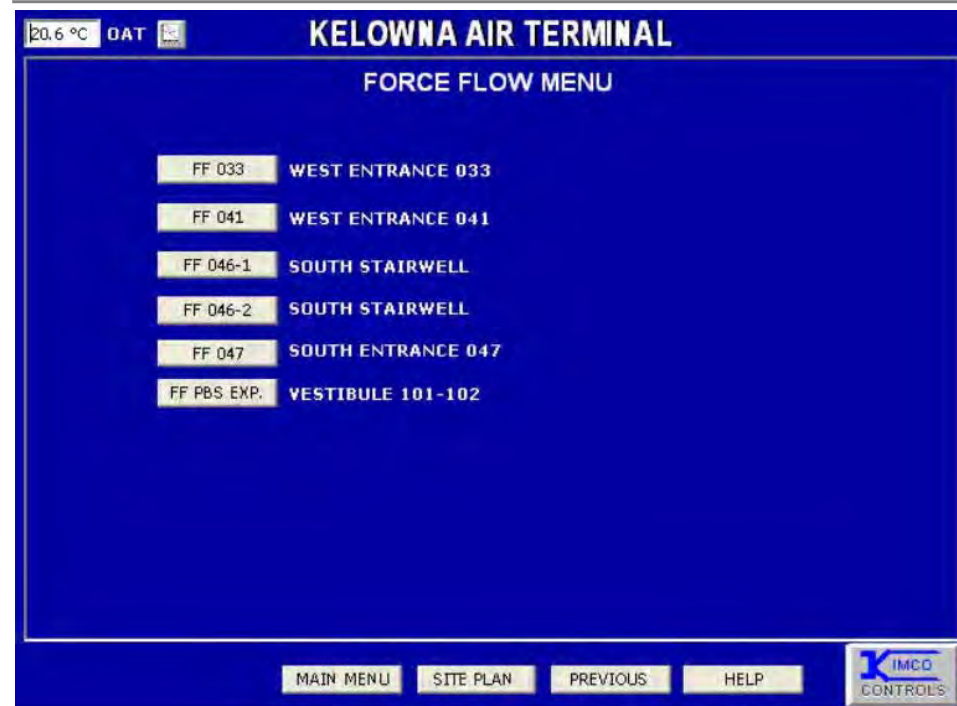 20.6 °C OAT KELOWNA AIR TERMINAL
FORCE FLOW MENU
FF 033 WEST ENTRANCE 033
FF 041 WEST ENTRANCE 041
FF 046-1 SOUTH STAIRWELL
FF 046-2 SOUTH STAIRWELL
FF 047 SOUTH ENTRANCE 047
FF PBS EXP. VESTIBULE 101-102
MAIN MENU SITE PLAN PREVIOUS HELP
KIMCO
CONTROLS